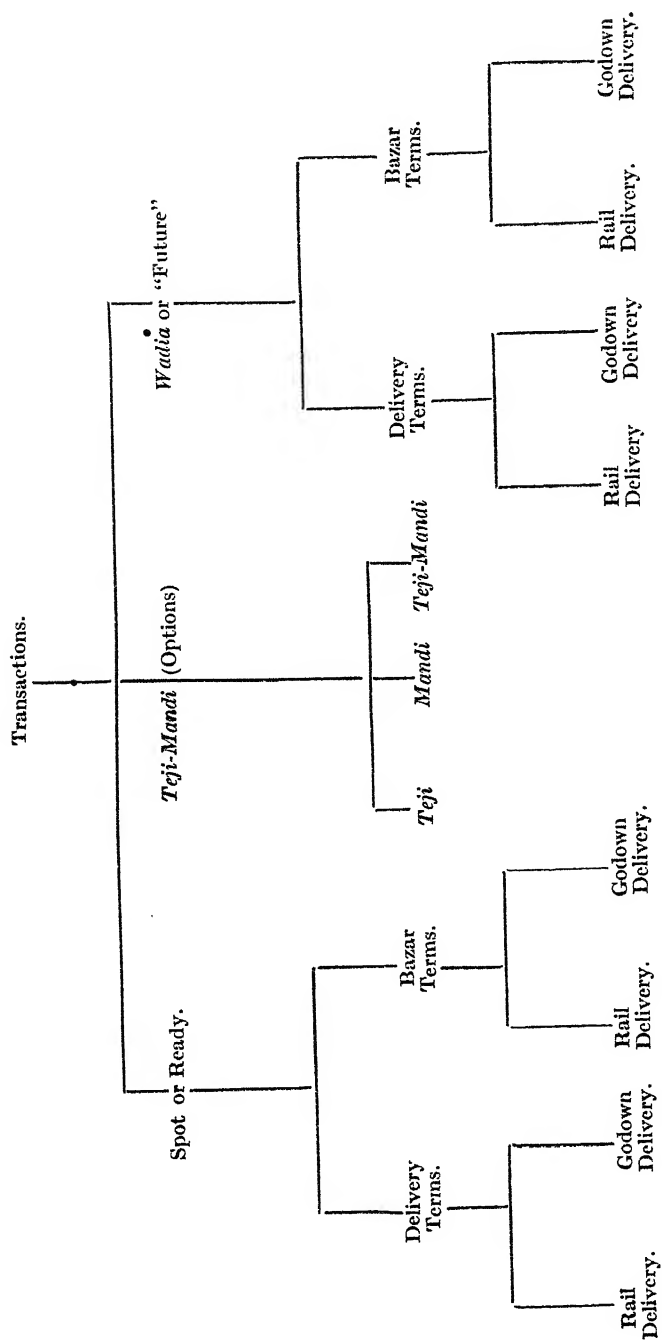 Transactions.
Spot or Ready.
Teji-Mandi (Options)
Wadia or “Future”
Delivery
Terms.
Bazar
Terms.
Teji
Mandi
Teji-Mandi
Delivery
Terms.
Bazar
Terms.
Rail
Delivery.
Godown
Delivery.
Rail
Delivery.
Godown
Delivery.
Rail
Delivery
Godown
Delivery
Rail
Delivery.
Godown
Delivery.